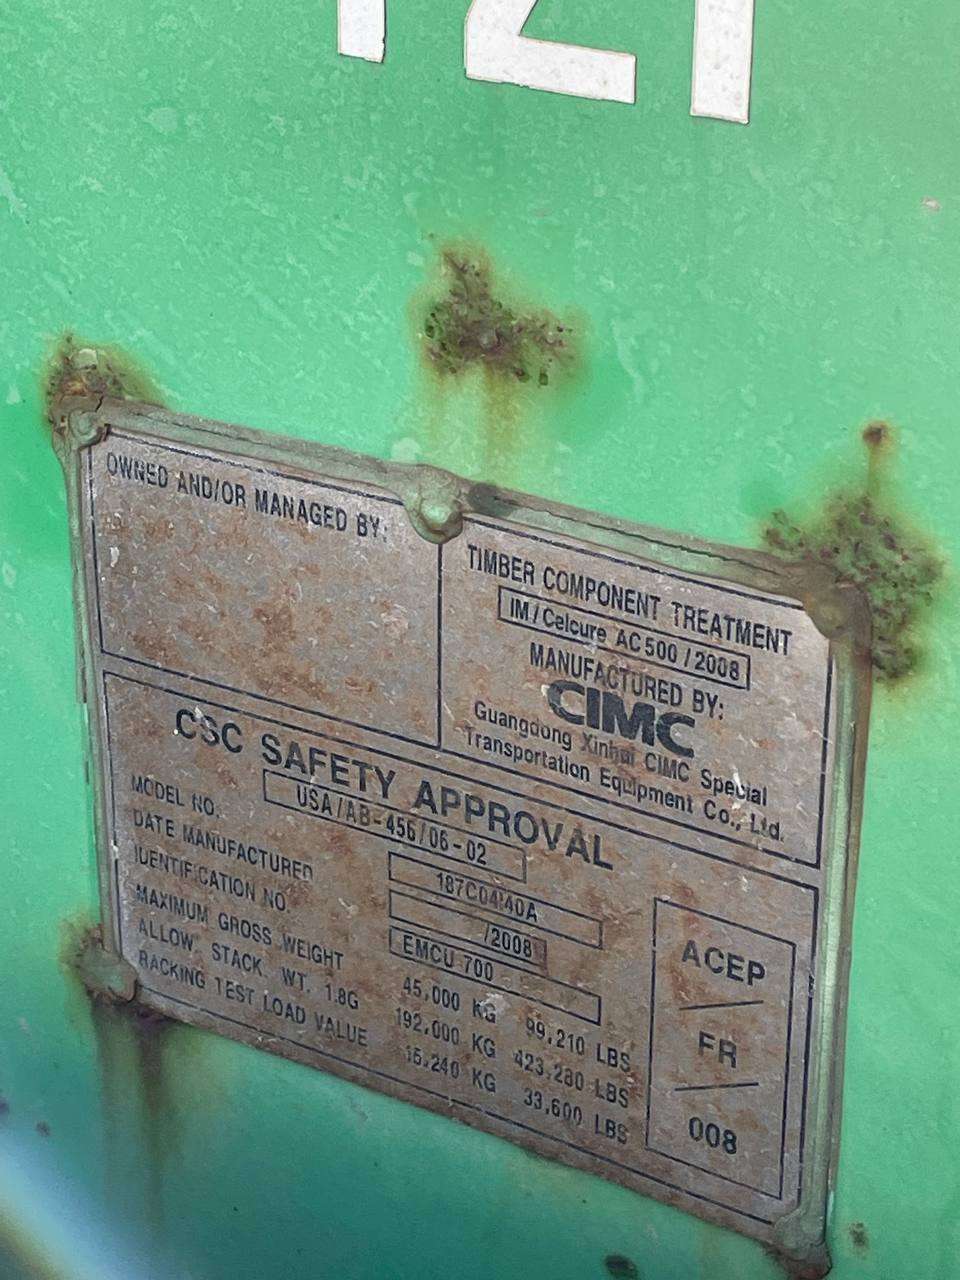 121
OWNED AND/OR MANAGED BY:
TIMBER COMPONENT TREATMENT
IM/Celcure AC500/2008
MANUFACTURED BY:
CIMC
Guangdong Xinhui CIMC Special
Transportation Equipment Co., Ltd.
CSC SAFETY APPROVAL
USA/AB-456/06-02
MODEL NO. 187C04140A
DATE MANUFACTURED /2008
IDENTIFICATION NO. EMCU 700
MAXIMUM GROSS WEIGHT 45,000 KG 99,210 LBS
ALLOW. STACK. WT. 1.8G 192,000 KG 423,280 LBS
RACKING TEST LOAD VALUE 15,240 KG 33,600 LBS
ACEP
FR
008